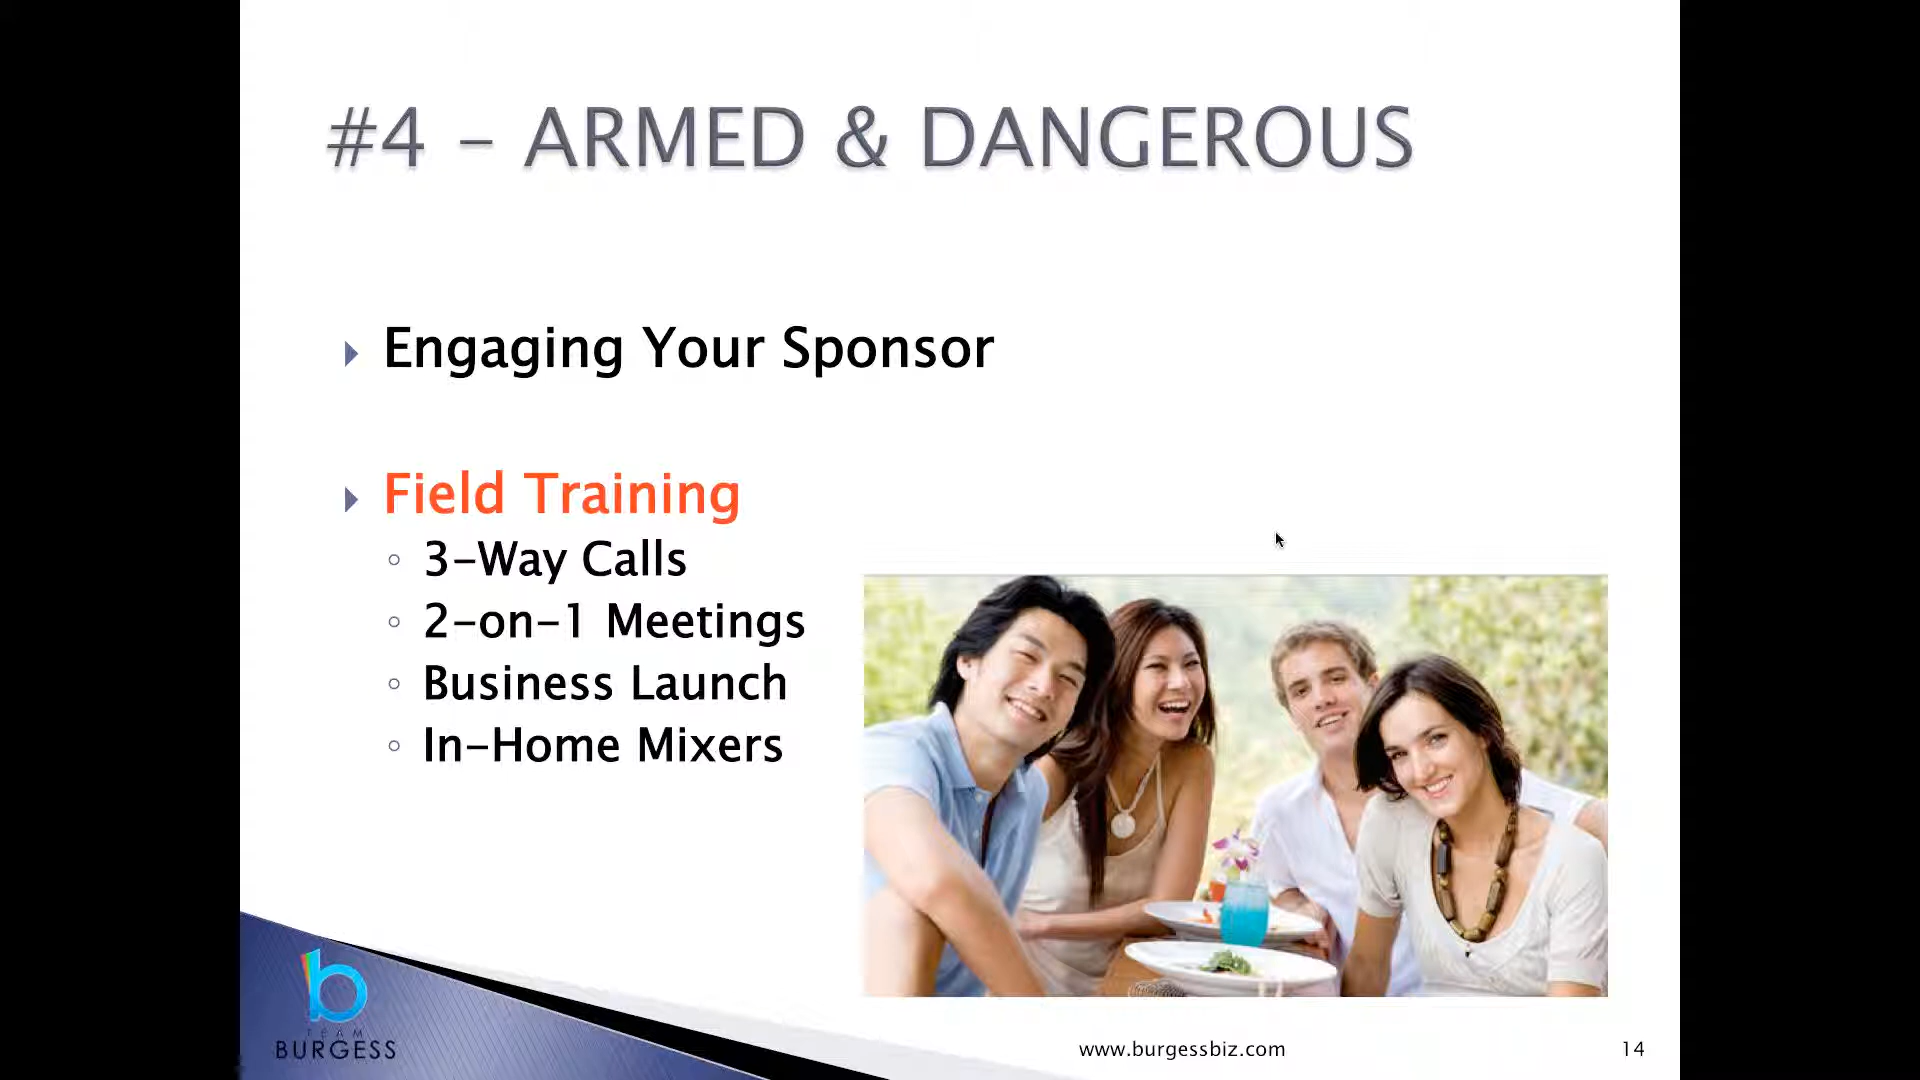 #4 – ARMED & DANGEROUS
Engaging Your Sponsor
Field Training
3-Way Calls
2-on-1 Meetings
Business Launch
In-Home Mixers
b
TEAM
BURGESS
www.burgessbiz.com
14